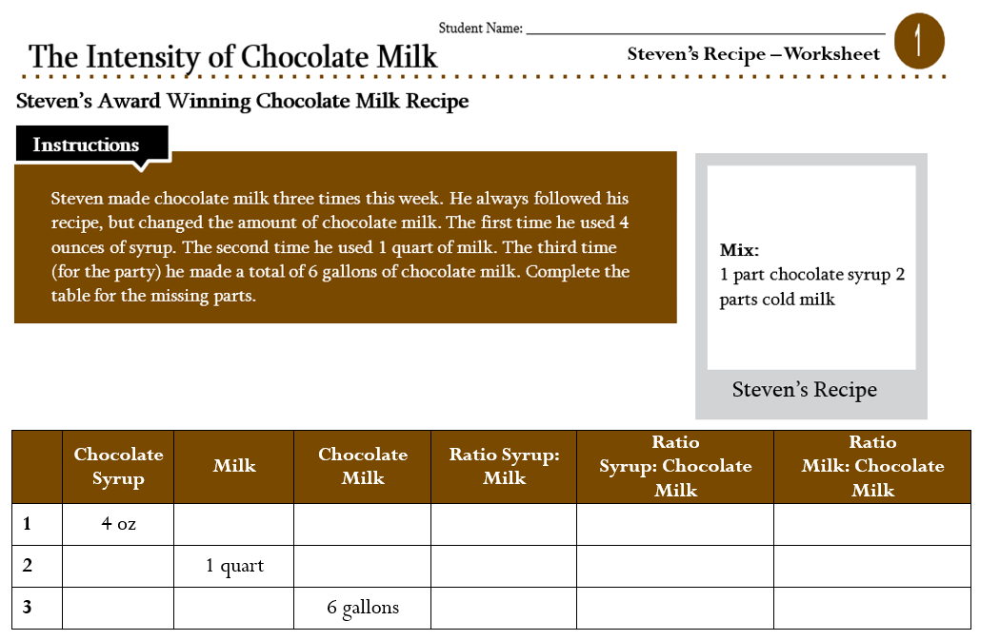 Student Name:
The Intensity of Chocolate Milk
Steven's Recipe –Worksheet
1
Steven's Award Winning Chocolate Milk Recipe
Instructions
Steven made chocolate milk three times this week. He always followed his
recipe, but changed the amount of chocolate milk. The first time he used 4
ounces of syrup. The second time he used 1 quart of milk. The third time
(for the party) he made a total of 6 gallons of chocolate milk. Complete the
table for the missing parts.
Mix:
1 part chocolate syrup 2
parts cold milk
Steven's Recipe
Chocolate Syrup
Milk
Chocolate Milk
Ratio Syrup: Milk
Ratio Syrup: Chocolate Milk
Ratio Milk: Chocolate Milk
1 4 oz
2 1 quart
3 6 gallons